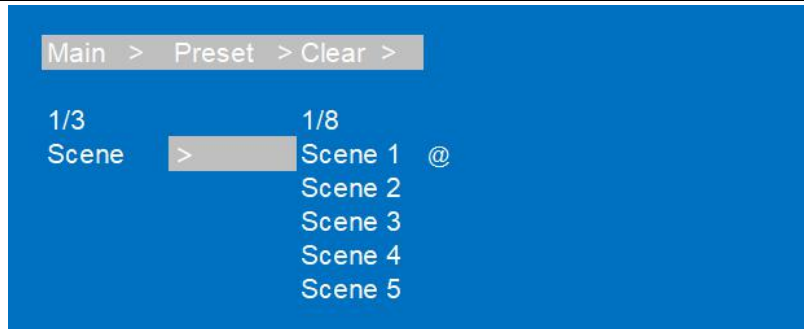 Main > Preset > Clear >
1/3 1/8
Scene > Scene 1 @
Scene 2
Scene 3
Scene 4
Scene 5